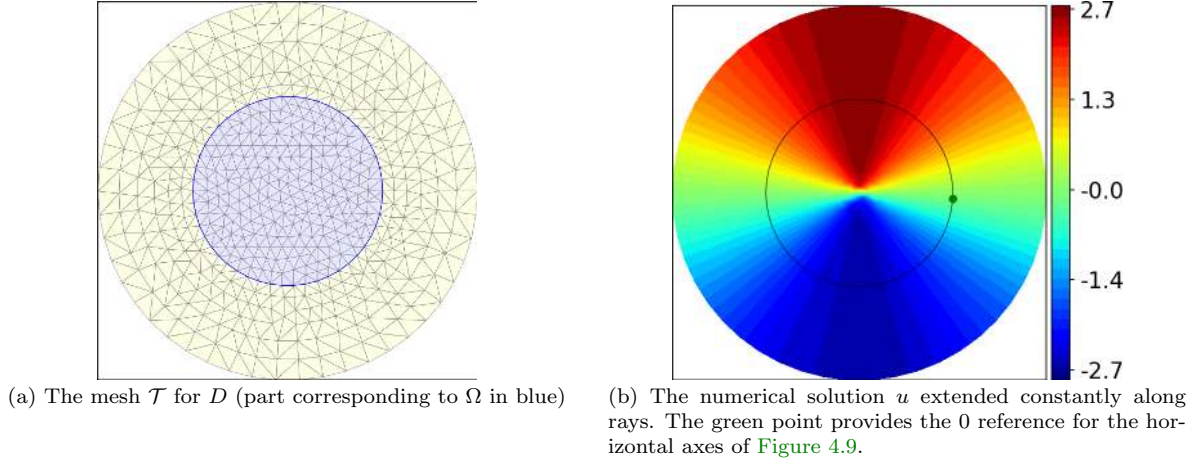 2.7
1.3
-0.0
-1.4
-2.7
(a) The mesh 𝒯 for D (part corresponding to Ω in blue)
(b) The numerical solution u extended constantly along
rays. The green point provides the 0 reference for the hor-
izontal axes of Figure 4.9.